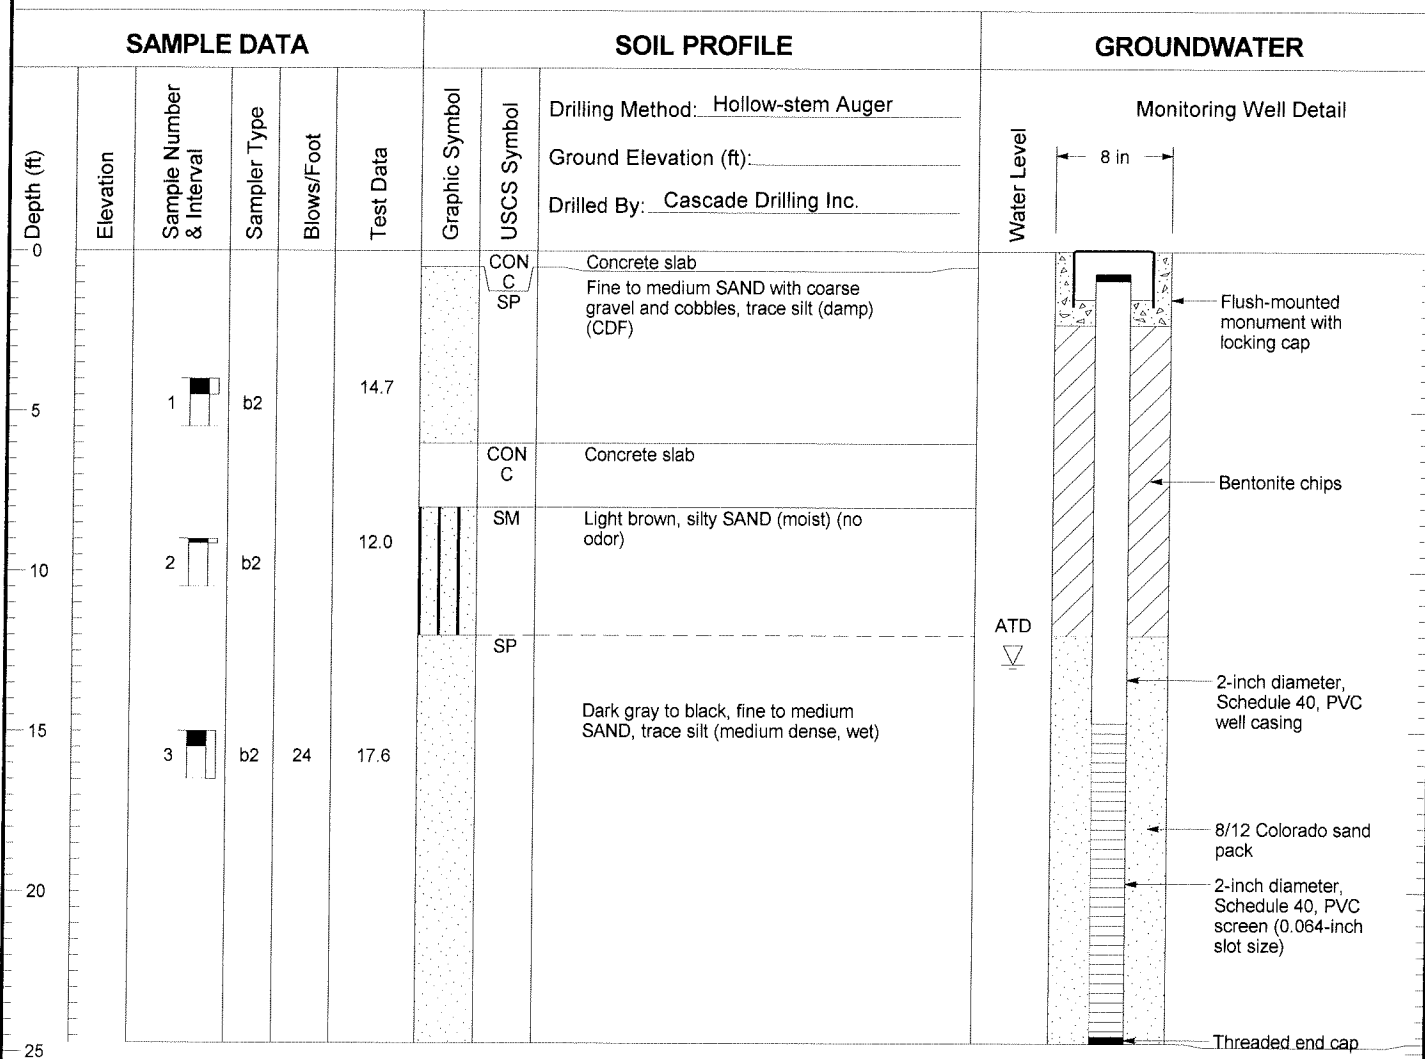 SAMPLE DATA
SOIL PROFILE
GROUNDWATER
Depth (ft)
Elevation
Sample Number
& Interval
Sampler Type
Blows/Foot
Test Data
Graphic Symbol
USCS Symbol
Drilling Method: Hollow-stem Auger
Ground Elevation (ft):
Drilled By: Cascade Drilling Inc.
Water Level
Monitoring Well Detail
8 in
0
CON
C
Concrete slab
SP
Fine to medium SAND with coarse
gravel and cobbles, trace silt (damp)
(CDF)
Flush-mounted
monument with
locking cap
1
b2
14.7
5
CON
C
Concrete slab
Bentonite chips
SM
Light brown, silty SAND (moist) (no
odor)
2
b2
12.0
10
ATD
SP
2-inch diameter,
Schedule 40, PVC
well casing
Dark gray to black, fine to medium
SAND, trace silt (medium dense, wet)
15
3
b2
24
17.6
8/12 Colorado sand
pack
20
2-inch diameter,
Schedule 40, PVC
screen (0.064-inch
slot size)
Threaded end cap
25